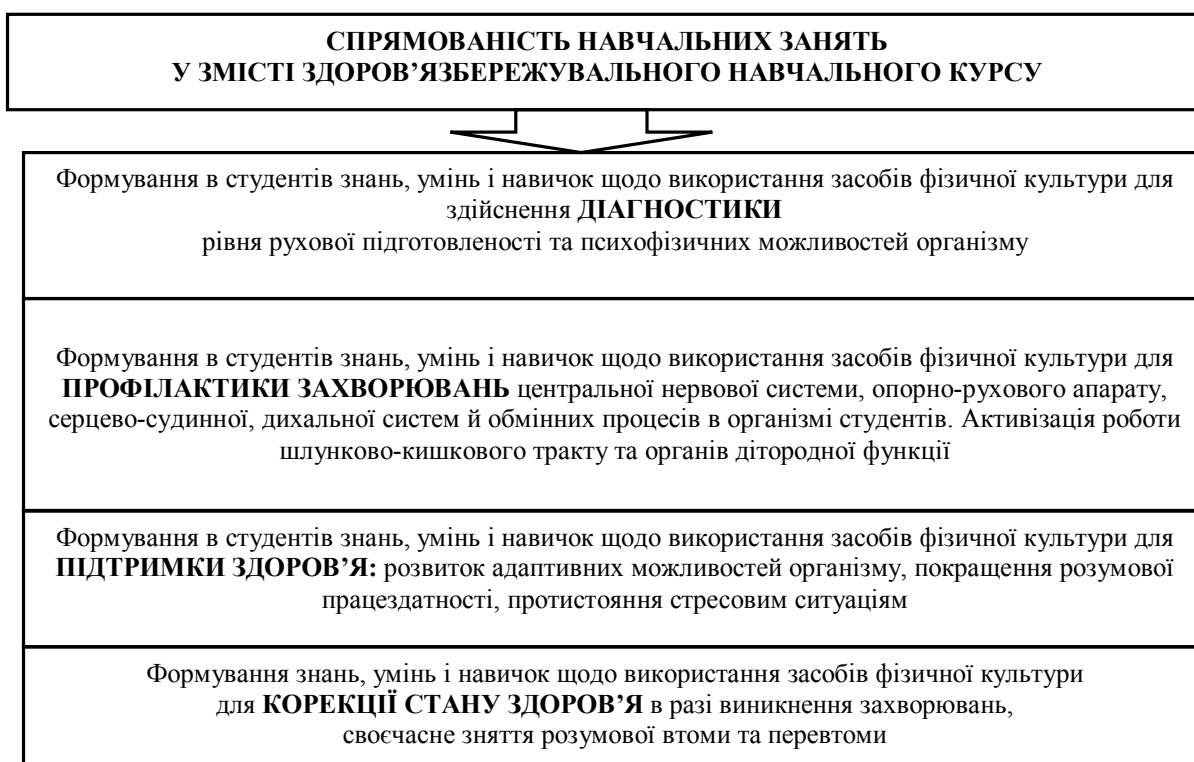 СПРЯМОВАНІСТЬ НАВЧАЛЬНИХ ЗАНЯТЬ
У ЗМІСТІ ЗДОРОВ’ЯЗБЕРЕЖУВАЛЬНОГО НАВЧАЛЬНОГО КУРСУ
Формування в студентів знань, умінь і навичок щодо використання засобів фізичної культури для
здійснення ДІАГНОСТИКИ
рівня рухової підготовленості та психофізичних можливостей організму
Формування в студентів знань, умінь і навичок щодо використання засобів фізичної культури для
ПРОФІЛАКТИКИ ЗАХВОРЮВАНЬ центральної нервової системи, опорно-рухового апарату,
серцево-судинної, дихальної систем й обмінних процесів в організмі студентів. Активізація роботи
шлунково-кишкового тракту та органів дітородної функції
Формування в студентів знань, умінь і навичок щодо використання засобів фізичної культури для
ПІДТРИМКИ ЗДОРОВ’Я: розвиток адаптивних можливостей організму, покращення розумової
працездатності, протистояння стресовим ситуаціям
Формування знань, умінь і навичок щодо використання засобів фізичної культури
для КОРЕКЦІЇ СТАНУ ЗДОРОВ’Я в разі виникнення захворювань,
своєчасне зняття розумової втоми та перевтоми